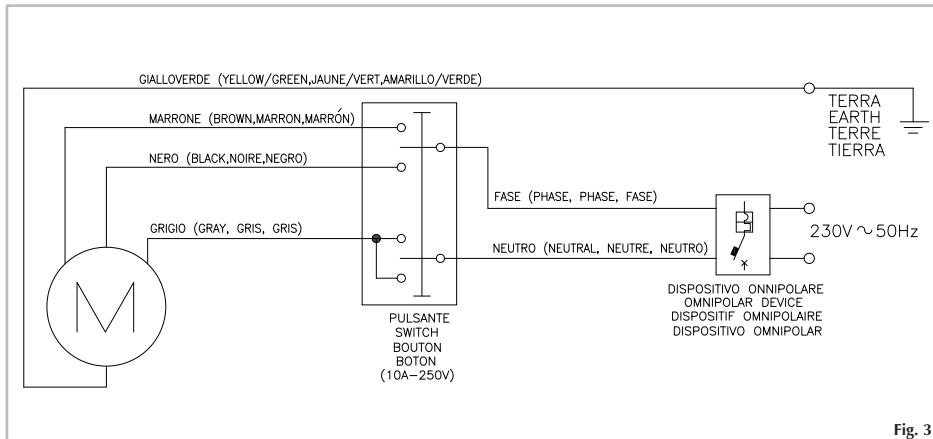 GIALLOVERDE (YELLOW/GREEN,JAUNE/VERT,AMARILLO/VERDE)
MARRONE (BROWN,MARRON,MARRÓN)
NERO (BLACK,NOIRE,NEGRO)
GRIGIO (GRAY, GRIS, GRIS)
M
PULSANTE
SWITCH
BOUTON
BOTON
(10A-250V)
FASE (PHASE, PHASE, FASE)
NEUTRO (NEUTRAL, NEUTRE, NEUTRO)
TERRA
EARTH
TERRE
TIERRA
230V ~ 50Hz
DISPOSITIVO ONNIPOLARE
OMNIPOLAR DEVICE
DISPOSITIF OMNIPOLAIRE
DISPOSITIVO OMNIPOLAR
Fig. 3